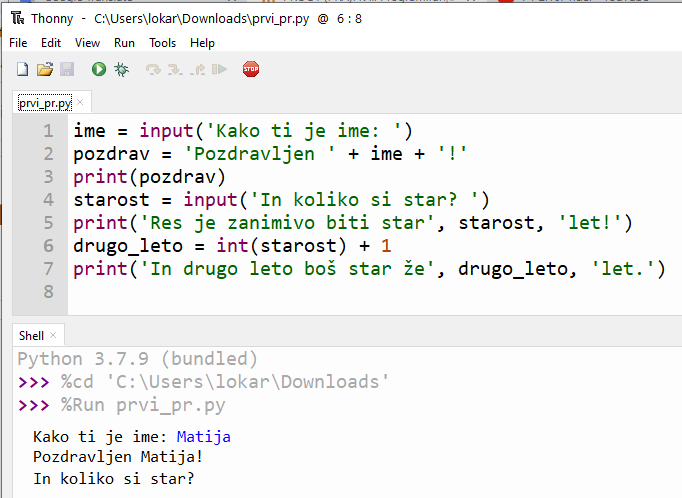 Thonny - C:\Users\lokar\Downloads\prvi_pr.py @ 6 : 8
File Edit View Run Tools Help
STOP
prvi_pr.py ×
1 ime = input('Kako ti je ime: ')
2 pozdrav = 'Pozdravljen ' + ime + '!'
3 print(pozdrav)
4 starost = input('In koliko si star? ')
5 print('Res je zanimivo biti star', starost, 'let!')
6 drugo_leto = int(starost) + 1
7 print('In drugo leto boš star že', drugo_leto, 'let.')
8
Shell ×
Python 3.7.9 (bundled)
>>> %cd 'C:\Users\lokar\Downloads'
>>> %Run prvi_pr.py
Kako ti je ime: Matija
Pozdravljen Matija!
In koliko si star?